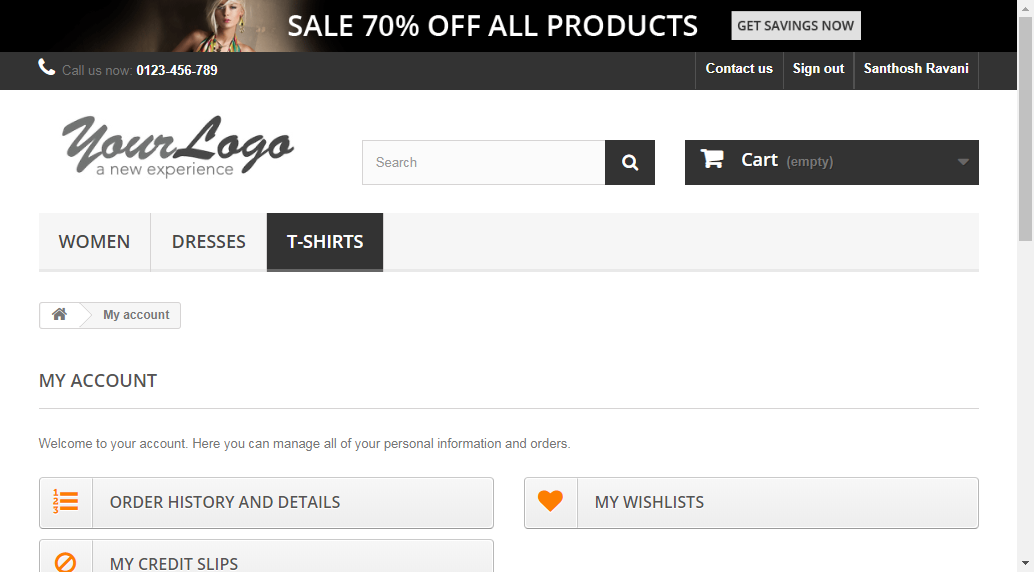 SALE 70% OFF ALL PRODUCTS GET SAVINGS NOW
Call us now: 0123-456-789 Contact us Sign out Santhosh Ravani
YourLogo
a new experience
Search Cart (empty)
WOMEN DRESSES T-SHIRTS
My account
MY ACCOUNT
Welcome to your account. Here you can manage all of your personal information and orders.
1 2 3 ORDER HISTORY AND DETAILS MY WISHLISTS
MY CREDIT SLIPS